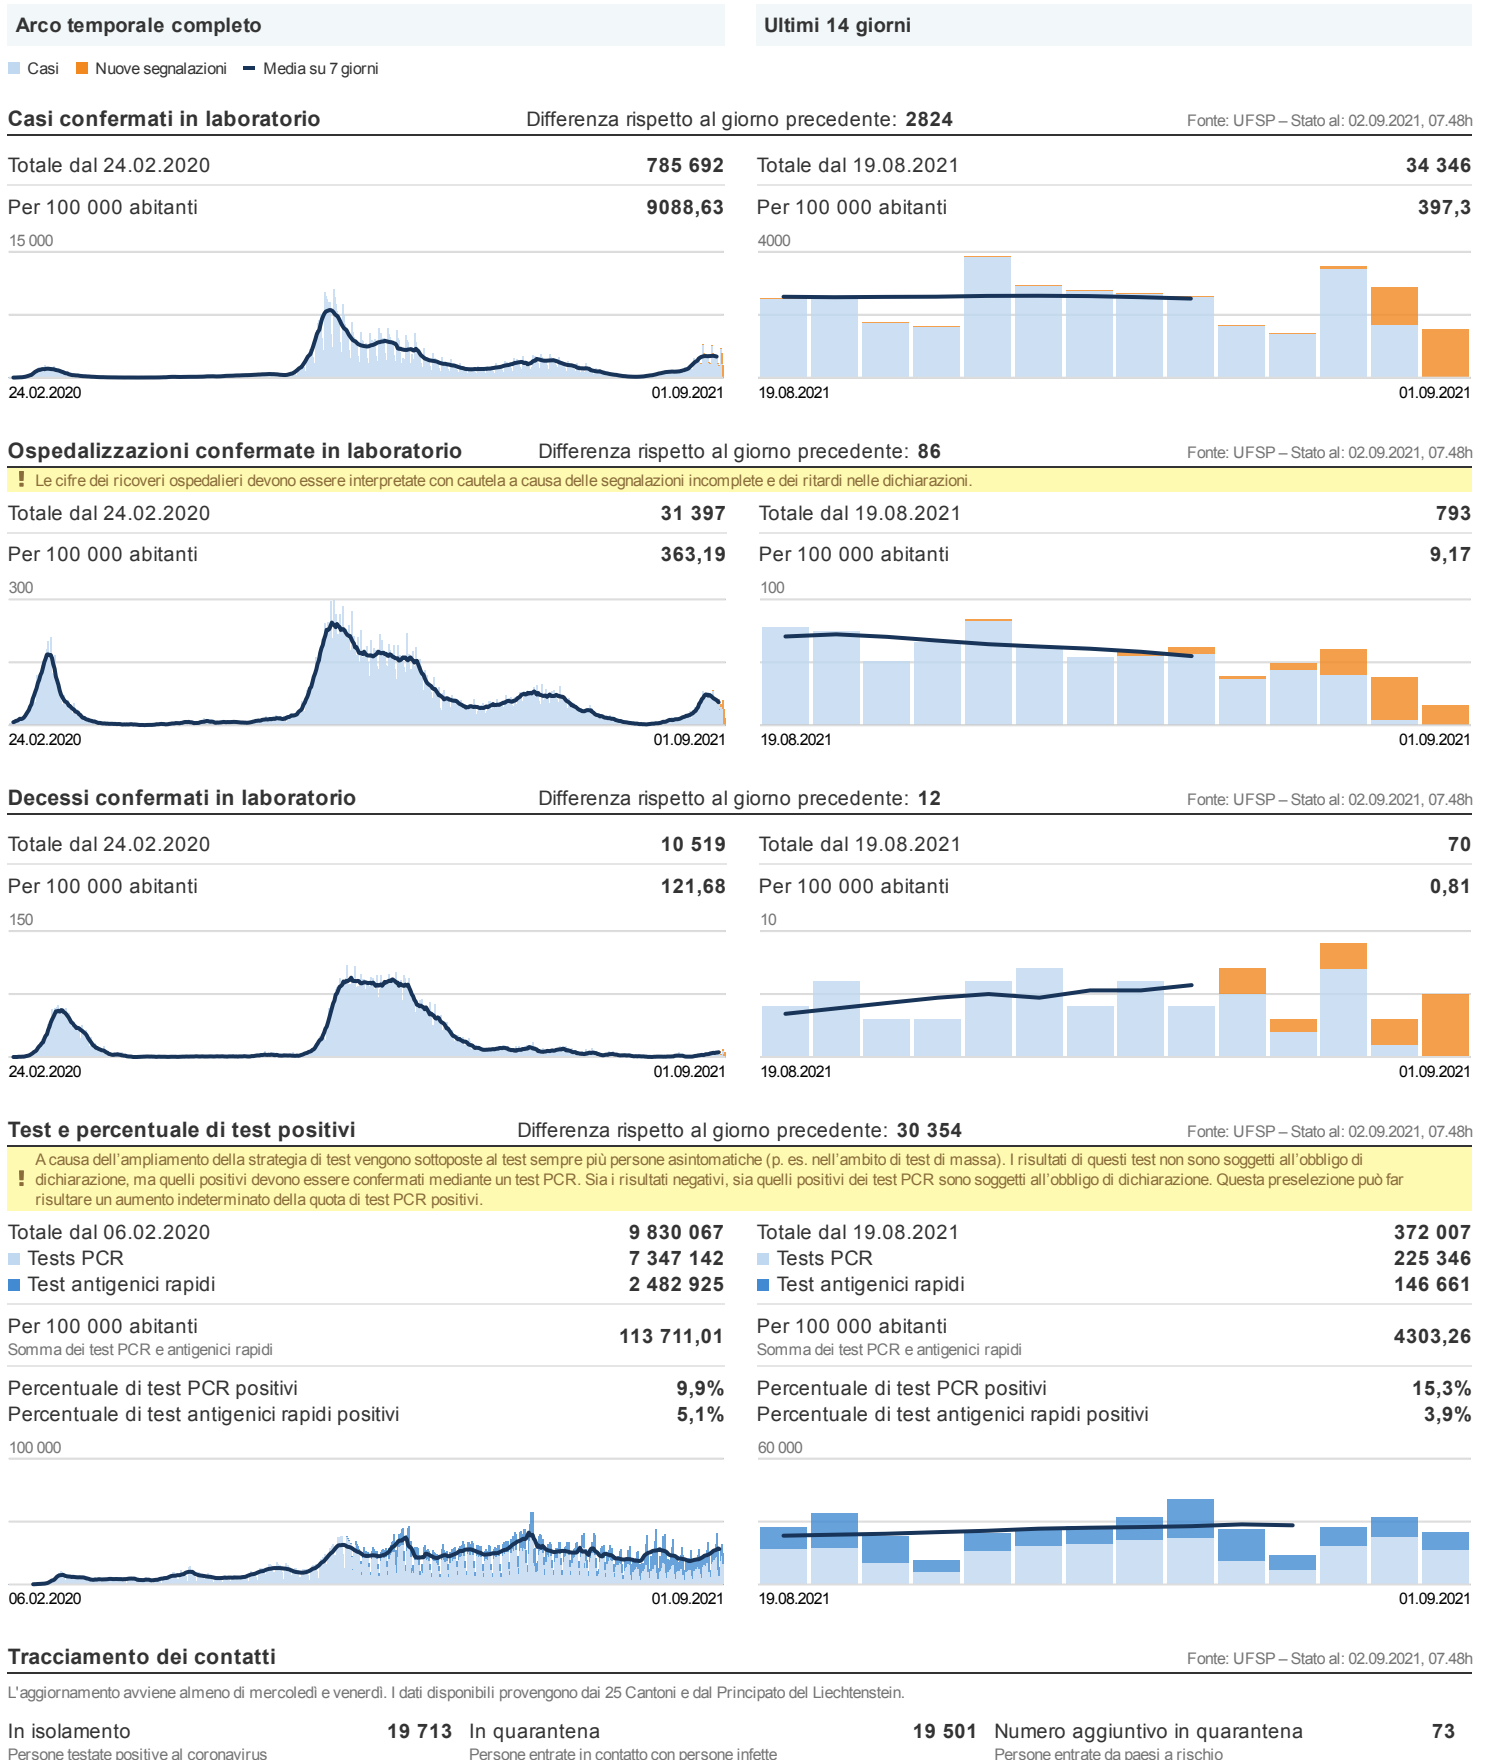 Arco temporale completo
Ultimi 14 giorni
Casi Nuove segnalazioni Media su 7 giorni
Casi confermati in laboratorio Differenza rispetto al giorno precedente: 2824 Fonte: UFSP – Stato al: 02.09.2021, 07.48h
Totale dal 24.02.2020 785 692
Per 100 000 abitanti 9088,63
15 000
24.02.2020 01.09.2021
Totale dal 19.08.2021 34 346
Per 100 000 abitanti 397,3
4000
19.08.2021 01.09.2021
Ospedalizzazioni confermate in laboratorio Differenza rispetto al giorno precedente: 86 Fonte: UFSP – Stato al: 02.09.2021, 07.48h
! Le cifre dei ricoveri ospedalieri devono essere interpretate con cautela a causa delle segnalazioni incomplete e dei ritardi nelle dichiarazioni.
Totale dal 24.02.2020 31 397
Per 100 000 abitanti 363,19
300
24.02.2020 01.09.2021
Totale dal 19.08.2021 793
Per 100 000 abitanti 9,17
100
19.08.2021 01.09.2021
Decessi confermati in laboratorio Differenza rispetto al giorno precedente: 12 Fonte: UFSP – Stato al: 02.09.2021, 07.48h
Totale dal 24.02.2020 10 519
Per 100 000 abitanti 121,68
150
24.02.2020 01.09.2021
Totale dal 19.08.2021 70
Per 100 000 abitanti 0,81
10
19.08.2021 01.09.2021
Test e percentuale di test positivi Differenza rispetto al giorno precedente: 30 354 Fonte: UFSP – Stato al: 02.09.2021, 07.48h
A causa dell'ampliamento della strategia di test vengono sottoposte al test sempre più persone asintomatiche (p. es. nell'ambito di test di massa). I risultati di questi test non sono soggetti all'obbligo di
! dichiarazione, ma quelli positivi devono essere confermati mediante un test PCR. Sia i risultati negativi, sia quelli positivi dei test PCR sono soggetti all'obbligo di dichiarazione. Questa preselezione può far
risultare un aumento indeterminato della quota di test PCR positivi.
Totale dal 06.02.2020 9 830 067
Tests PCR 7 347 142
Test antigenici rapidi 2 482 925
Per 100 000 abitanti 113 711,01
Somma dei test PCR e antigenici rapidi
Percentuale di test PCR positivi 9,9%
Percentuale di test antigenici rapidi positivi 5,1%
100 000
06.02.2020 01.09.2021
Totale dal 19.08.2021 372 007
Tests PCR 225 346
Test antigenici rapidi 146 661
Per 100 000 abitanti 4303,26
Somma dei test PCR e antigenici rapidi
Percentuale di test PCR positivi 15,3%
Percentuale di test antigenici rapidi positivi 3,9%
60 000
19.08.2021 01.09.2021
Tracciamento dei contatti Fonte: UFSP – Stato al: 02.09.2021, 07.48h
L'aggiornamento avviene almeno di mercoledì e venerdì. I dati disponibili provengono dai 25 Cantoni e dal Principato del Liechtenstein.
In isolamento 19 713 In quarantena 19 501 Numero aggiuntivo in quarantena 73
Persone testate positive al coronavirus Persone entrate in contatto con persone infette Persone entrate da paesi a rischio